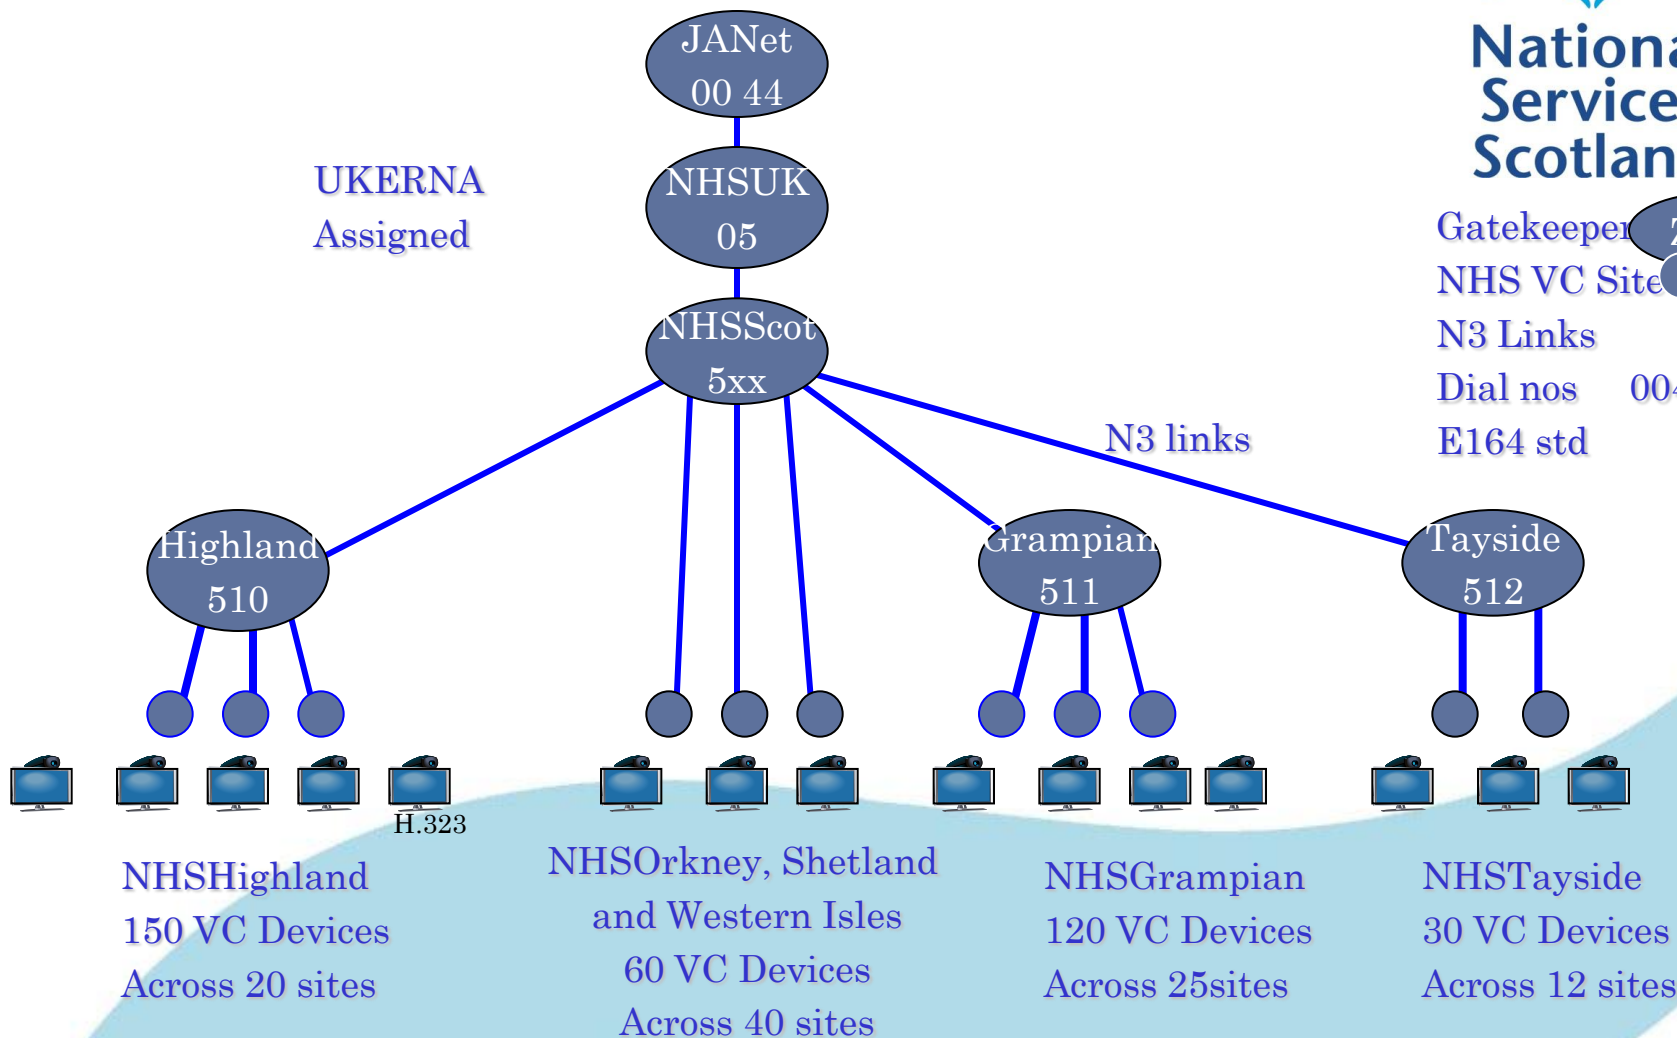 JANet
00 44
UKERNA
Assigned
NHSUK
05
NHSScot
5xx
N3 links
Scotlan
Gatekeeper
NHS VC Site
N3 Links
Dial nos 004
E164 std
Highland
510
Grampian
511
Tayside
512
H.323
NHSHighland
150 VC Devices
Across 20 sites
NHSOrkney, Shetland
and Western Isles
60 VC Devices
Across 40 sites
NHSGrampian
120 VC Devices
Across 25sites
NHSTayside
30 VC Devices
Across 12 sites
Nationa
Service